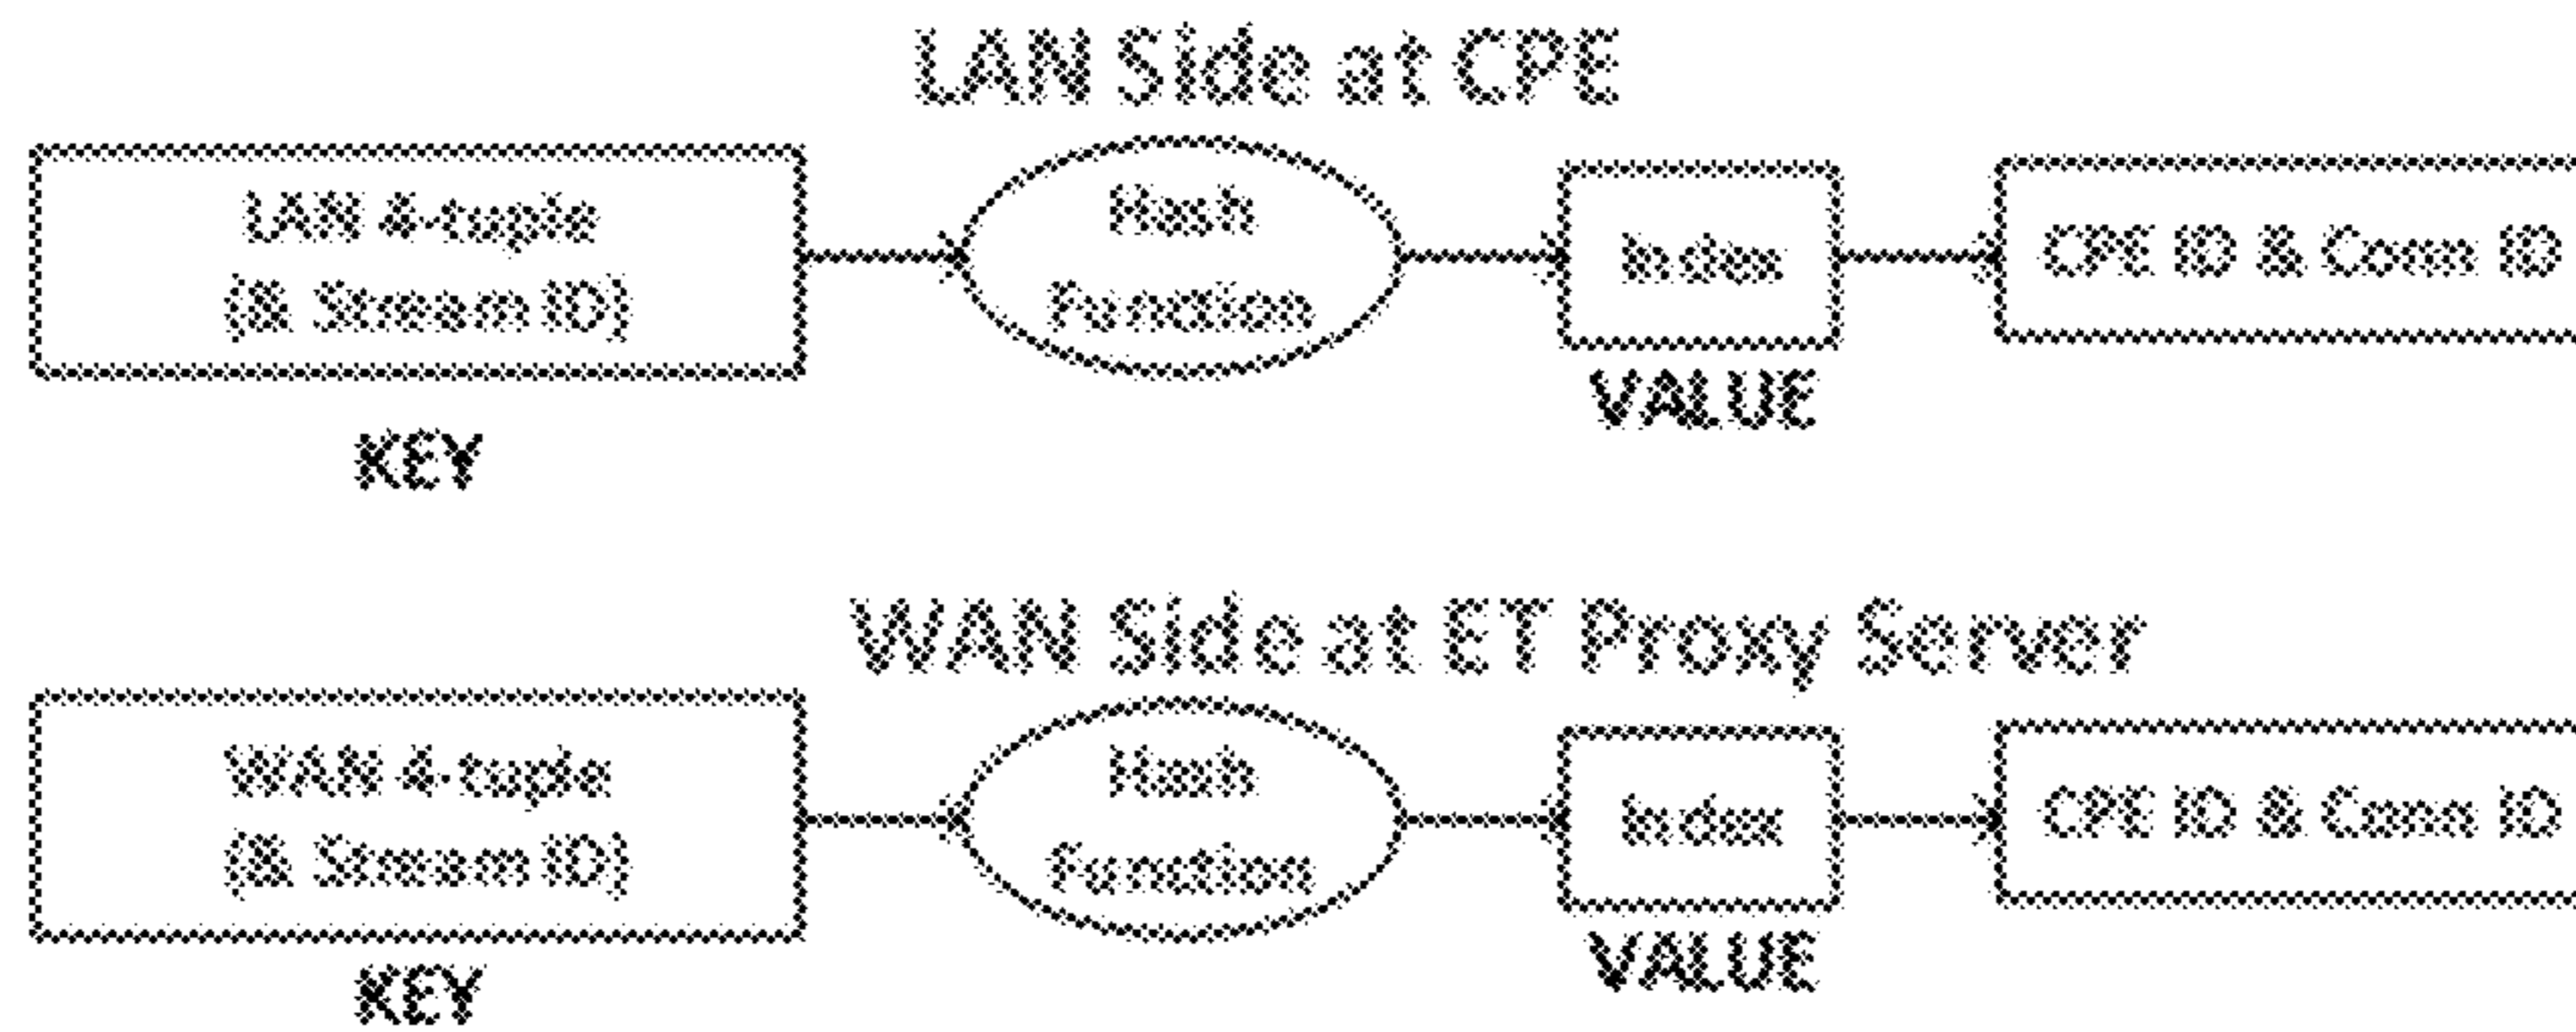 LAN Side at CPE
LAN 4-tuple
(& Stream ID)
Hash
Function
Index
CPE ID & Conn ID
VALUE
KEY
WAN Side at ET Proxy Server
WAN 4-tuple
(& Stream ID)
Hash
Function
Index
CPE ID & Conn ID
VALUE
KEY